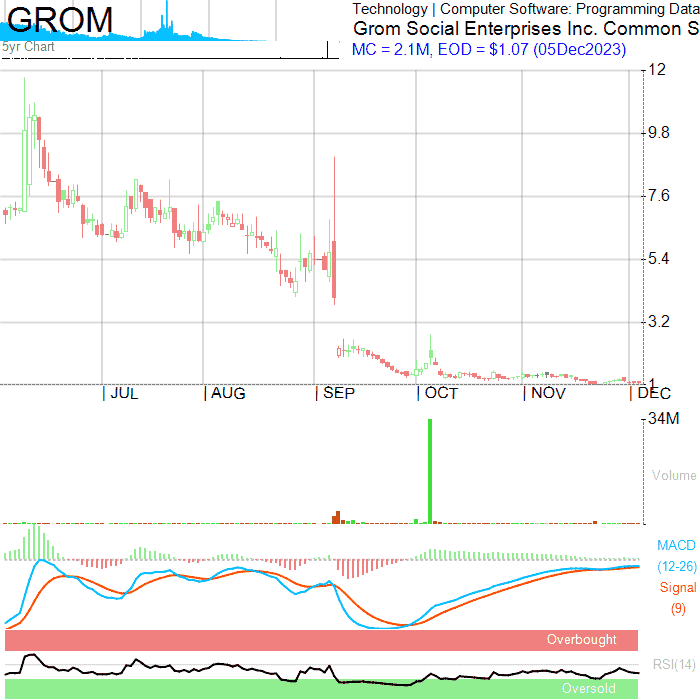 GROM
Technology | Computer Software: Programming Data
Grom Social Enterprises Inc. Common S
5yr Chart
MC = 2.1M, EOD = $1.07 (05Dec2023)
12
9.8
7.6
5.4
3.2
1
JUL AUG SEP OCT NOV DEC
34M
Volume
MACD
(12-26)
Signal
(9)
Overbought
RSI(14)
Oversold